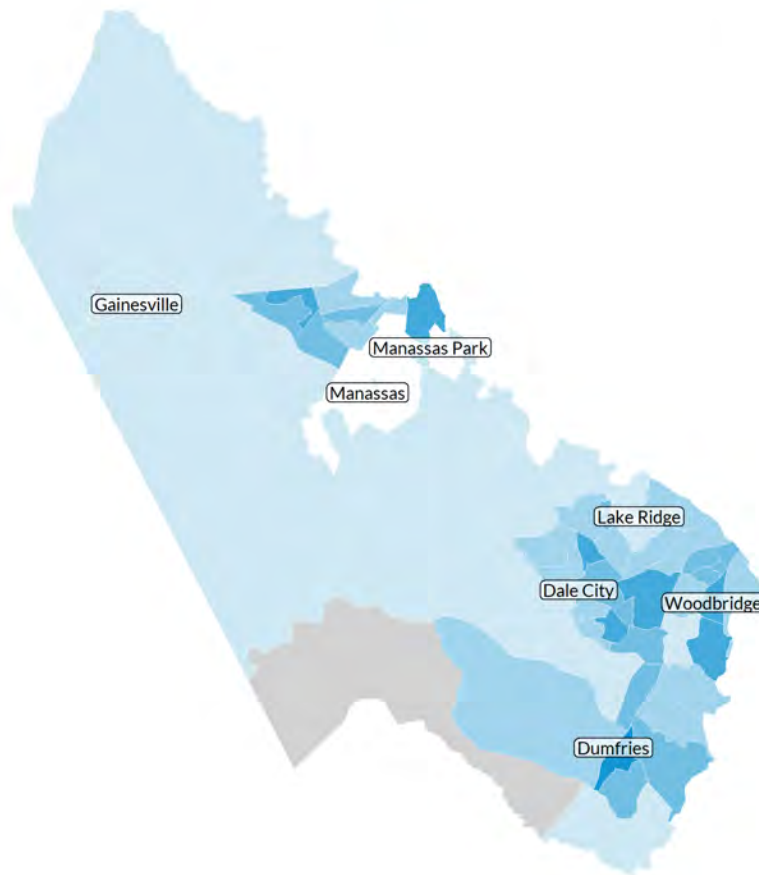 Gainesville
Manassas Park
Manassas
Lake Ridge
Dale City
Woodbridge
Dumfries